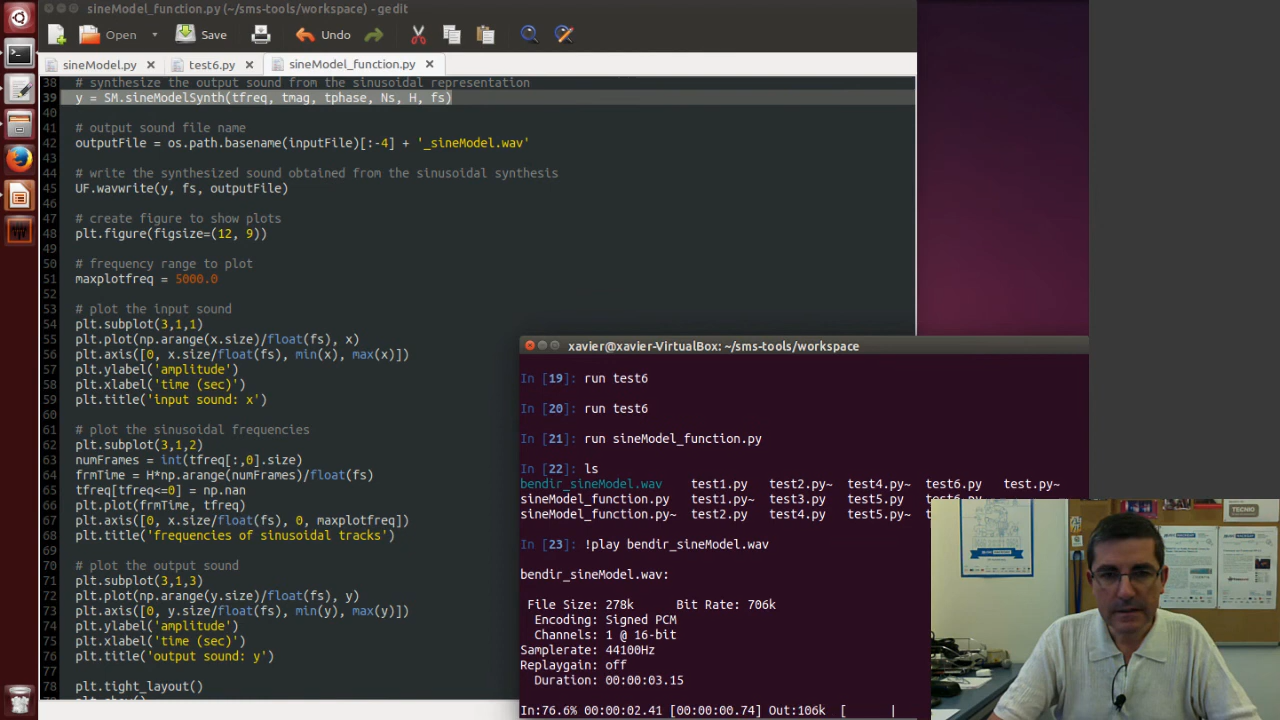 sineModel_function.py (~/sms-tools/workspace) - gedit
Open Save Undo
sineModel.py test6.py sineModel_function.py
38 # synthesize the output sound from the sinusoidal representation
39 y = SM.sineModelSynth(tfreq, tmag, tphase, Ns, H, fs)
40
41 # output sound file name
42 outputFile = os.path.basename(inputFile)[:-4] + '_sineModel.wav'
43
44 # write the synthesized sound obtained from the sinusoidal synthesis
45 UF.wavwrite(y, fs, outputFile)
46
47 # create figure to show plots
48 plt.figure(figsize=(12, 9))
49
50 # frequency range to plot
51 maxplotfreq = 5000.0
52
53 # plot the input sound
54 plt.subplot(3,1,1)
55 plt.plot(np.arange(x.size)/float(fs), x)
56 plt.axis([0, x.size/float(fs), min(x), max(x)])
57 plt.ylabel('amplitude')
58 plt.xlabel('time (sec)')
59 plt.title('input sound: x')
60
61 # plot the sinusoidal frequencies
62 plt.subplot(3,1,2)
63 numFrames = int(tfreq[:,0].size)
64 frmTime = H*np.arange(numFrames)/float(fs)
65 tfreq[tfreq<=0] = np.nan
66 plt.plot(frmTime, tfreq)
67 plt.axis([0, x.size/float(fs), 0, maxplotfreq])
68 plt.title('frequencies of sinusoidal tracks')
69
70 # plot the output sound
71 plt.subplot(3,1,3)
72 plt.plot(np.arange(y.size)/float(fs), y)
73 plt.axis([0, y.size/float(fs), min(y), max(y)])
74 plt.ylabel('amplitude')
75 plt.xlabel('time (sec)')
76 plt.title('output sound: y')
77
78 plt.tight_layout()
xavier@xavier-VirtualBox: ~/sms-tools/workspace
In [19]: run test6
In [20]: run test6
In [21]: run sineModel_function.py
In [22]: ls
bendir_sineModel.wav test1.py test2.py~ test4.py~ test6.py test.py~
sineModel_function.py test1.py~ test3.py test5.py test6.py~
sineModel_function.py~ test2.py test4.py test5.py~
In [23]: !play bendir_sineModel.wav
bendir_sineModel.wav:
File Size: 278k Bit Rate: 706k
Encoding: Signed PCM
Channels: 1 @ 16-bit
Samplerate: 44100Hz
Replaygain: off
Duration: 00:00:03.15
In:76.6% 00:00:02.41 [00:00:00.74] Out:106k [ |